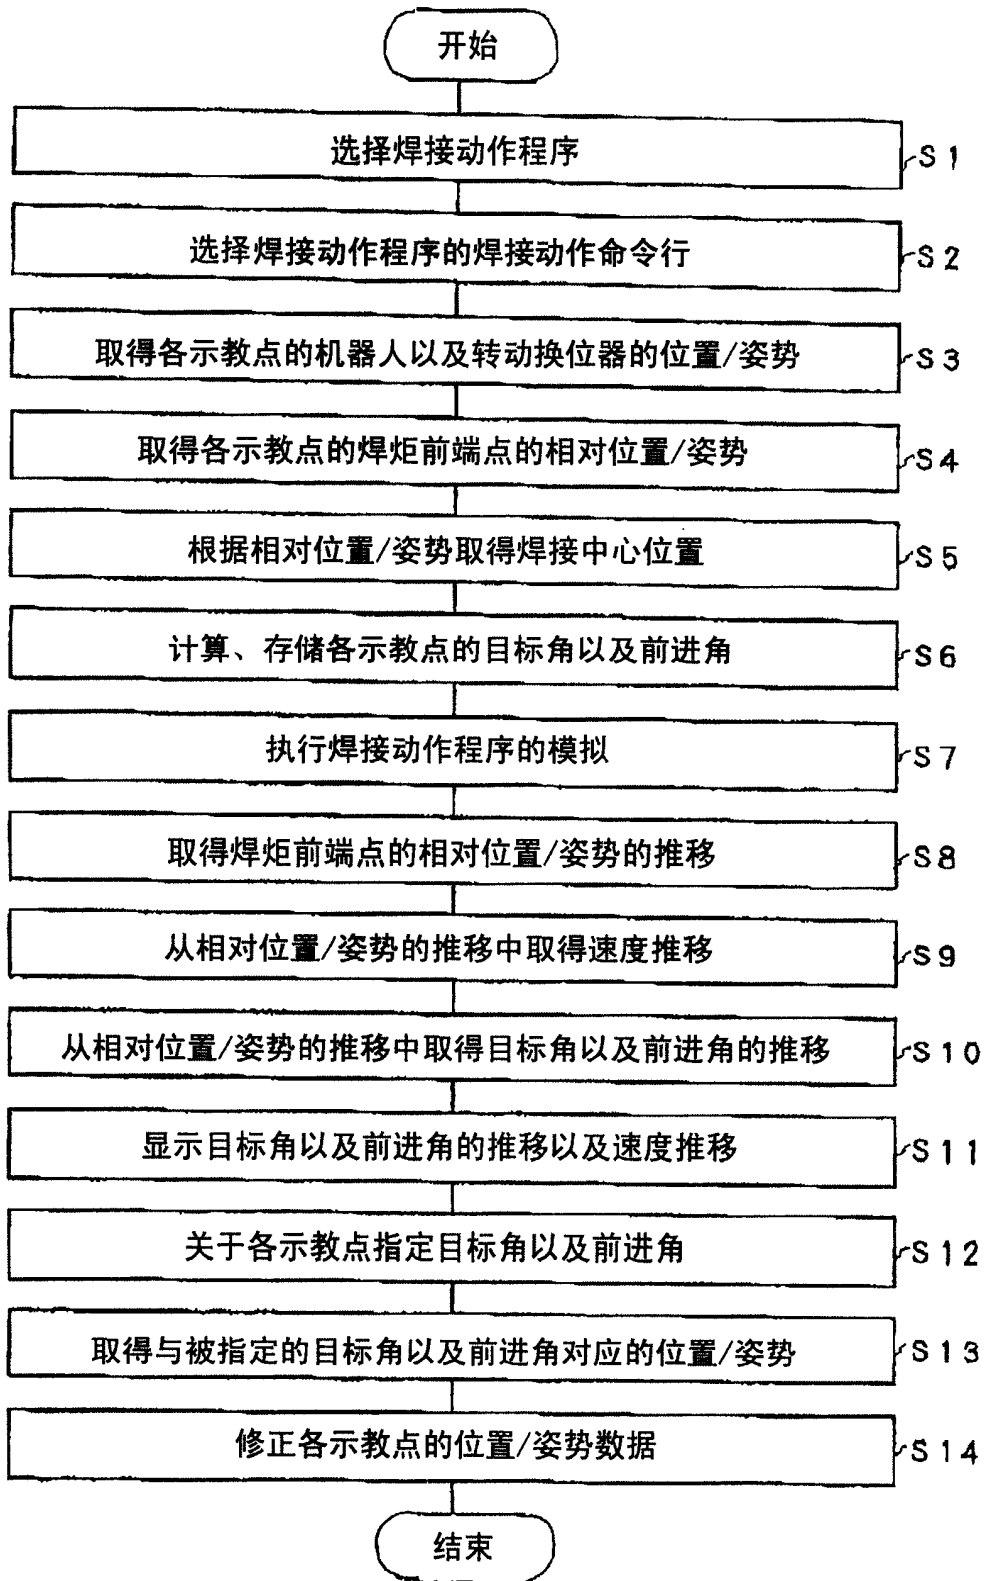 开始
选择焊接动作程序 S1
选择焊接动作程序的焊接动作命令行 S2
取得各示教点的机器人以及转动换位器的位置/姿势 S3
取得各示教点的焊炬前端点的相对位置/姿势 S4
根据相对位置/姿势取得焊接中心位置 S5
计算、存储各示教点的目标角以及前进角 S6
执行焊接动作程序的模拟 S7
取得焊炬前端点的相对位置/姿势的推移 S8
从相对位置/姿势的推移中取得速度推移 S9
从相对位置/姿势的推移中取得目标角以及前进角的推移 S10
显示目标角以及前进角的推移以及速度推移 S11
关于各示教点指定目标角以及前进角 S12
取得与被指定的目标角以及前进角对应的位置/姿势 S13
修正各示教点的位置/姿势数据 S14
结束